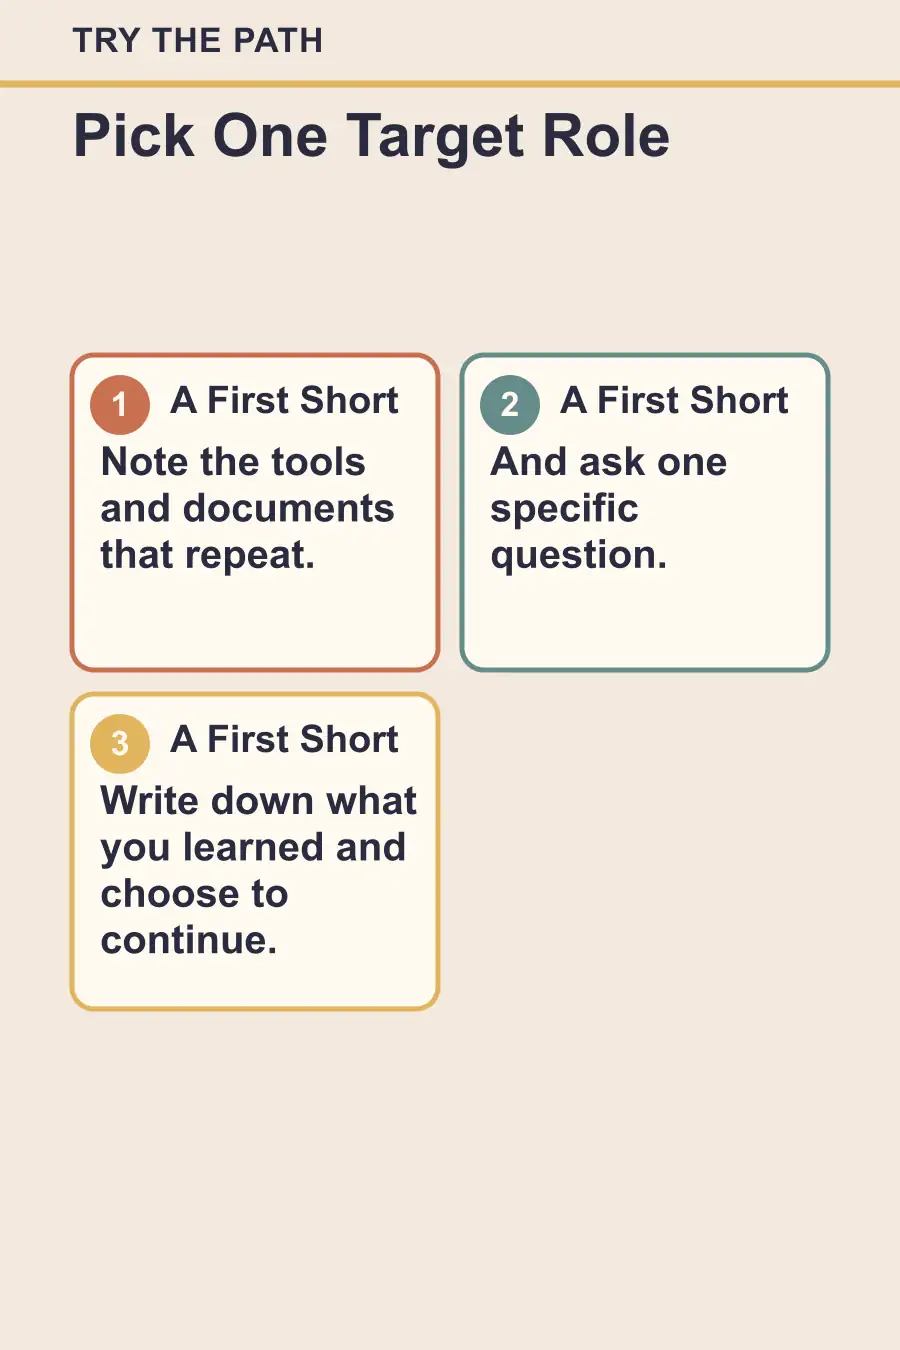 TRY THE PATH
Pick One Target Role
1
A First Short
Note the tools
and documents
that repeat.
2
A First Short
And ask one
specific
question.
3
A First Short
Write down what
you learned and
choose to
continue.